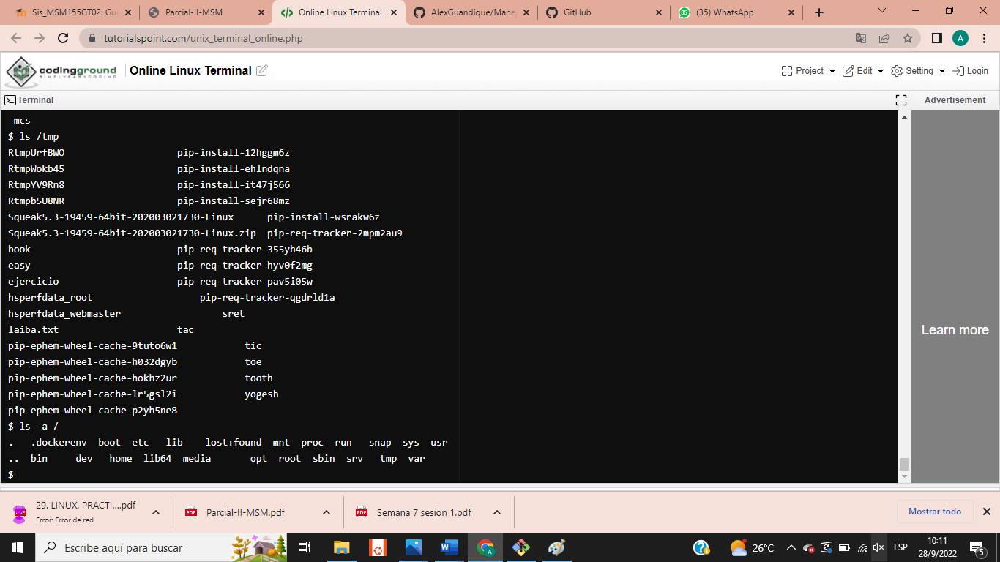 Sis_MSM155GT02: Gui
Parcial-II-MSM
Online Linux Terminal
AlexGuandique/Mane
GitHub
35
(35) WhatsApp
tutorialspoint.com/unix_terminal_online.php
A
codingground
SIMPLYEASYCODING
Online Linux Terminal
Project
Edit
Setting
Login
Terminal
Advertisement
mcs
$ ls /tmp
RtmpUrfBWO pip-install-12hggm6z
RtmpWokb45 pip-install-ehlndqna
RtmpYV9Rn8 pip-install-it47j566
Rtmpb5U8NR pip-install-sejr68mz
Squeak5.3-19459-64bit-202003021730-Linux pip-install-wsrakw6z
Squeak5.3-19459-64bit-202003021730-Linux.zip pip-req-tracker-2mpm2au9
book pip-req-tracker-355yh46b
easy pip-req-tracker-hyv0f2mg
ejercicio pip-req-tracker-pav5i05w
hsperfdata_root pip-req-tracker-qgdrld1a
hsperfdata_webmaster sret
laiba.txt tac
pip-ephem-wheel-cache-9tuto6w1 tic
pip-ephem-wheel-cache-h032dgyb toe
pip-ephem-wheel-cache-hokhz2ur tooth
pip-ephem-wheel-cache-lr5gsl2i yogesh
pip-ephem-wheel-cache-p2yh5ne8
$ ls -a /
. .dockerenv boot etc lib lost+found mnt proc run snap sys usr
.. bin dev home lib64 media opt root sbin srv tmp var
$
Learn more
29. LINUX. PRACTI....pdf
Error: Error de red
PDF
Parcial-II-MSM.pdf
PDF
Semana 7 sesion 1.pdf
Mostrar todo
Escribe aquí para buscar
26°C
ESP
10:11
28/9/2022
5